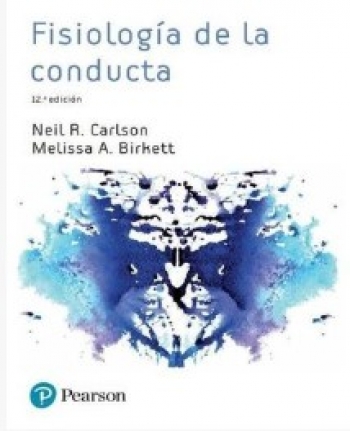 Fisiología de la
conducta
12.ª edición
Neil R. Carlson
Melissa A. Birkett
Pearson